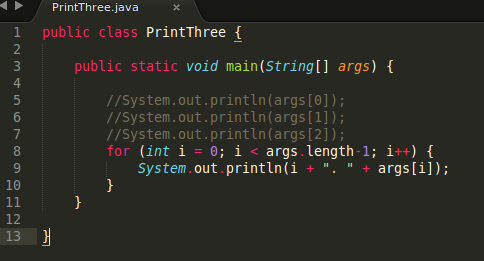 PrintThree.java ×
1 public class PrintThree {
2
3 public static void main(String[] args) {
4
5 //System.out.println(args[0]);
6 //System.out.println(args[1]);
7 //System.out.println(args[2]);
8 for (int i = 0; i < args.length-1; i++) {
9 System.out.println(i + ". " + args[i]);
10 }
11 }
12
13 }